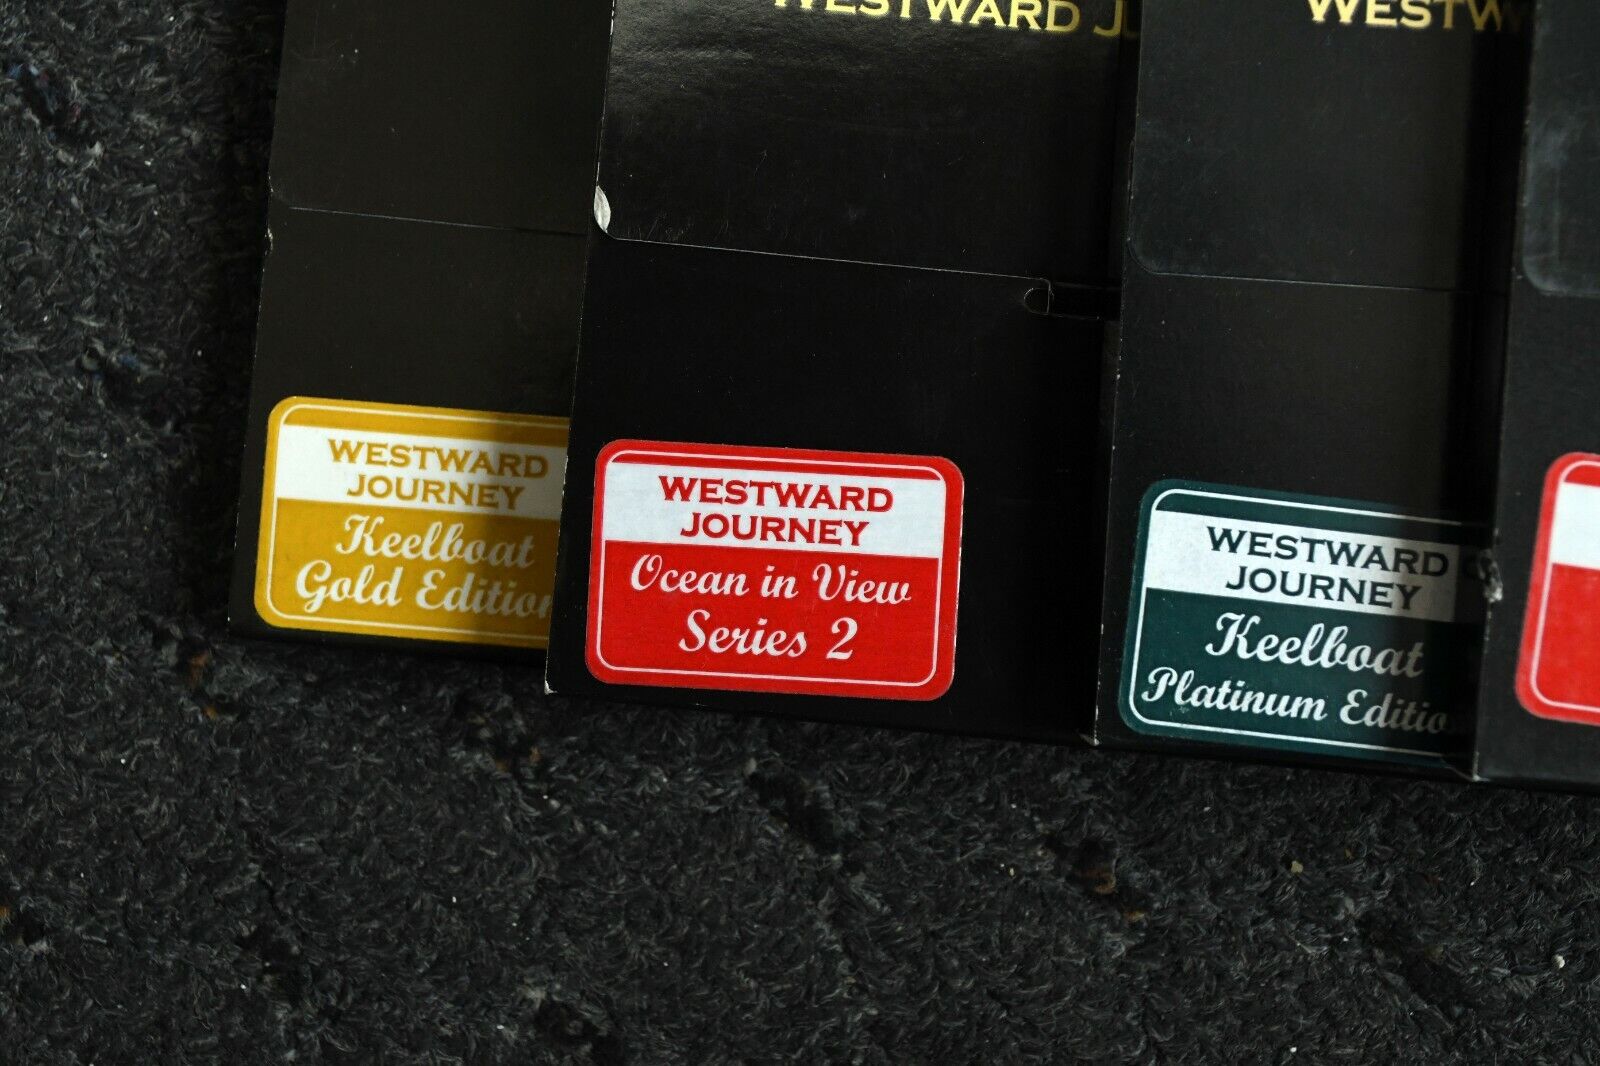 WESTWARD J
WESTW
WESTWARD
JOURNEY
Keelboat
Gold Edition
WESTWARD
JOURNEY
Ocean in View
Series 2
WESTWARD
JOURNEY
Keelboat
Platinum Editio